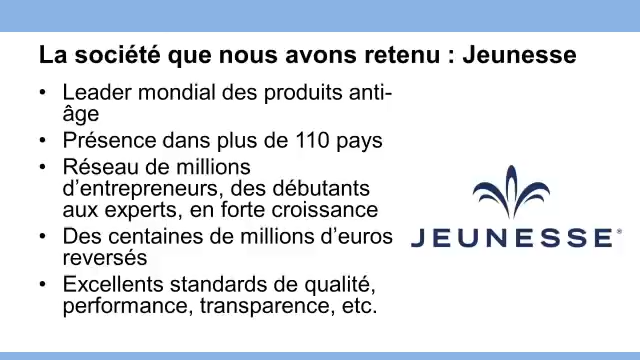 La société que nous avons retenu : Jeunesse
• Leader mondial des produits anti-
âge
• Présence dans plus de 110 pays
• Réseau de millions
d’entrepreneurs, des débutants
aux experts, en forte croissance
• Des centaines de millions d’euros
reversés
• Excellents standards de qualité,
performance, transparence, etc.
JEUNESSE®